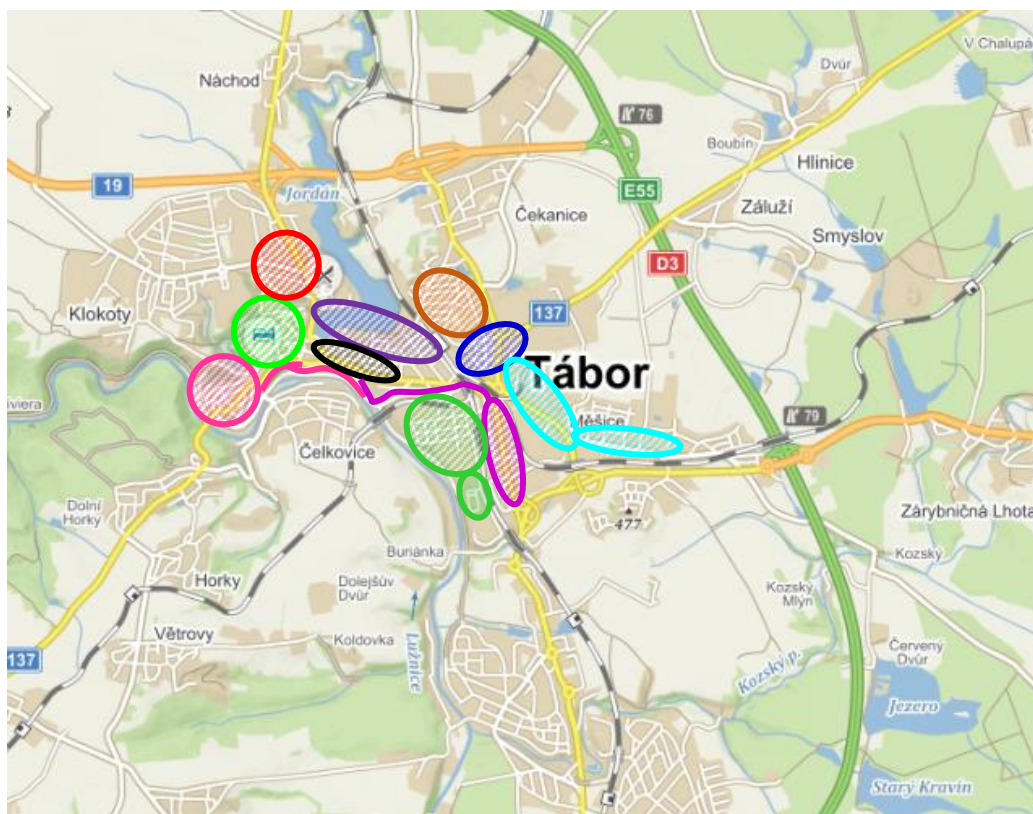 V Chalupá
Dvůr
Náchod
76
Boubín
Hlinice
19
E55
Jordán
Záluží
Čekanice
Smyslov
D3
Klokoty
137
Tábor
79
Měšice
viera
Čelkovice
Dolní
Horky
477
Zárybničná Lhota
Buriánka
Kozský
Horky
Dolejšův
Dvůr
Kozský
Mlýn
Větrovy
Koldovka
Lužnice
Červený
Dvůr
137
Kozský p.
Jezero
Starý Kravín